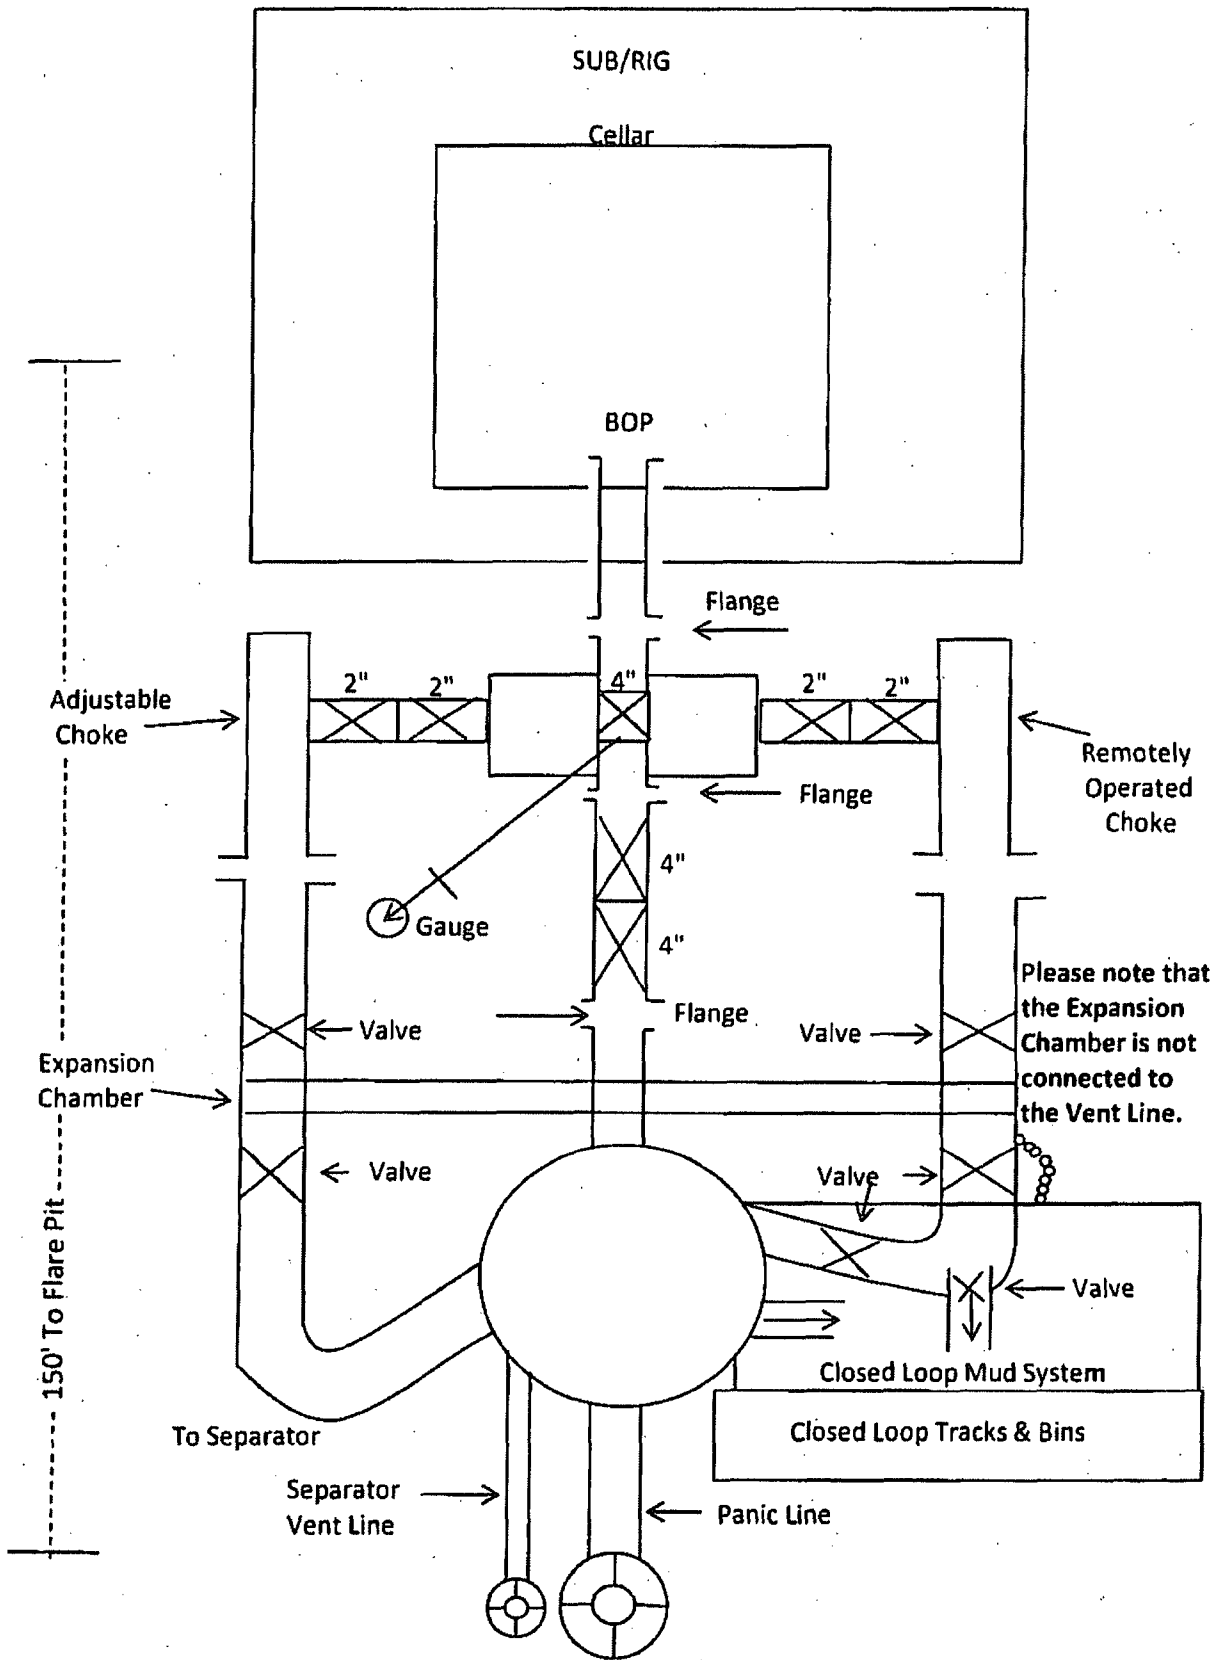 SUB/RIG
Cellar
BOP
Flange
2"
2"
4"
2"
2"
Adjustable
Choke
Remotely
Operated
Choke
Flange
4"
Gauge
4"
Please note that
the Expansion
Chamber is not
connected to
the Vent Line.
Flange
Valve
Valve
Expansion
Chamber
Valve
Valve
150' To Flare Pit
Valve
Closed Loop Mud System
To Separator
Closed Loop Tracks & Bins
Separator
Vent Line
Panic Line